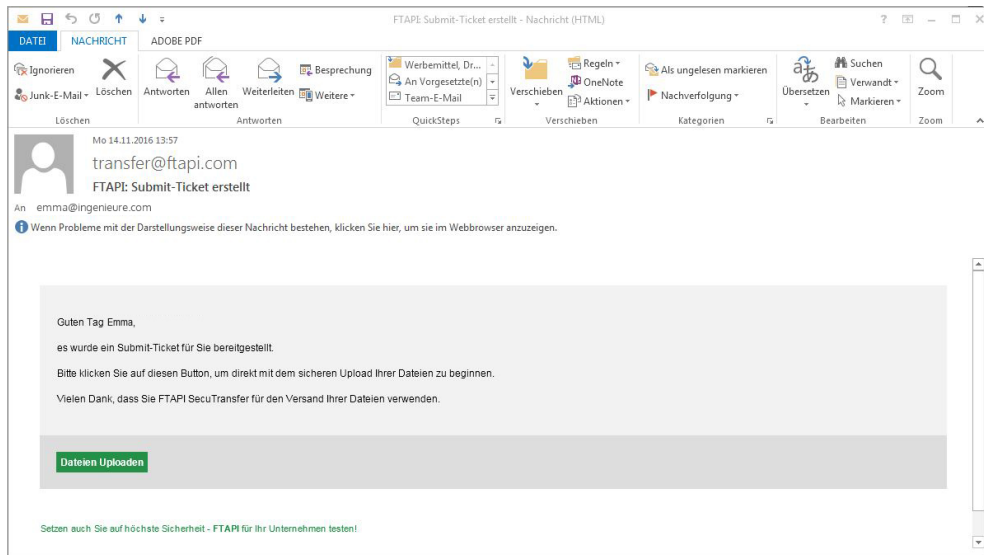 FTAPI: Submit-Ticket erstellt - Nachricht (HTML)
DATEI NACHRICHT ADOBE PDF
Ignorieren
Junk-E-Mail
Löschen
Löschen
Antworten
Allen antworten
Weiterleiten
Besprechung
Weitere
Antworten
Werbemittel, Dr...
An Vorgesetzte(n)
Team-E-Mail
QuickSteps
Verschieben
Regeln
OneNote
Aktionen
Verschieben
Als ungelesen markieren
Nachverfolgung
Kategorien
Übersetzen
Suchen
Verwandt
Markieren
Bearbeiten
Zoom
Zoom
Mo 14.11.2016 13:57
transfer@ftapi.com
FTAPI: Submit-Ticket erstellt
An emma@ingenieure.com
Wenn Probleme mit der Darstellungsweise dieser Nachricht bestehen, klicken Sie hier, um sie im Webbrowser anzuzeigen.
Guten Tag Emma,
es wurde ein Submit-Ticket für Sie bereitgestellt.
Bitte klicken Sie auf diesen Button, um direkt mit dem sicheren Upload Ihrer Dateien zu beginnen.
Vielen Dank, dass Sie FTAPI SecuTransfer für den Versand Ihrer Dateien verwenden.
Dateien Uploaden
Setzen auch Sie auf höchste Sicherheit - FTAPI für Ihr Unternehmen testen!